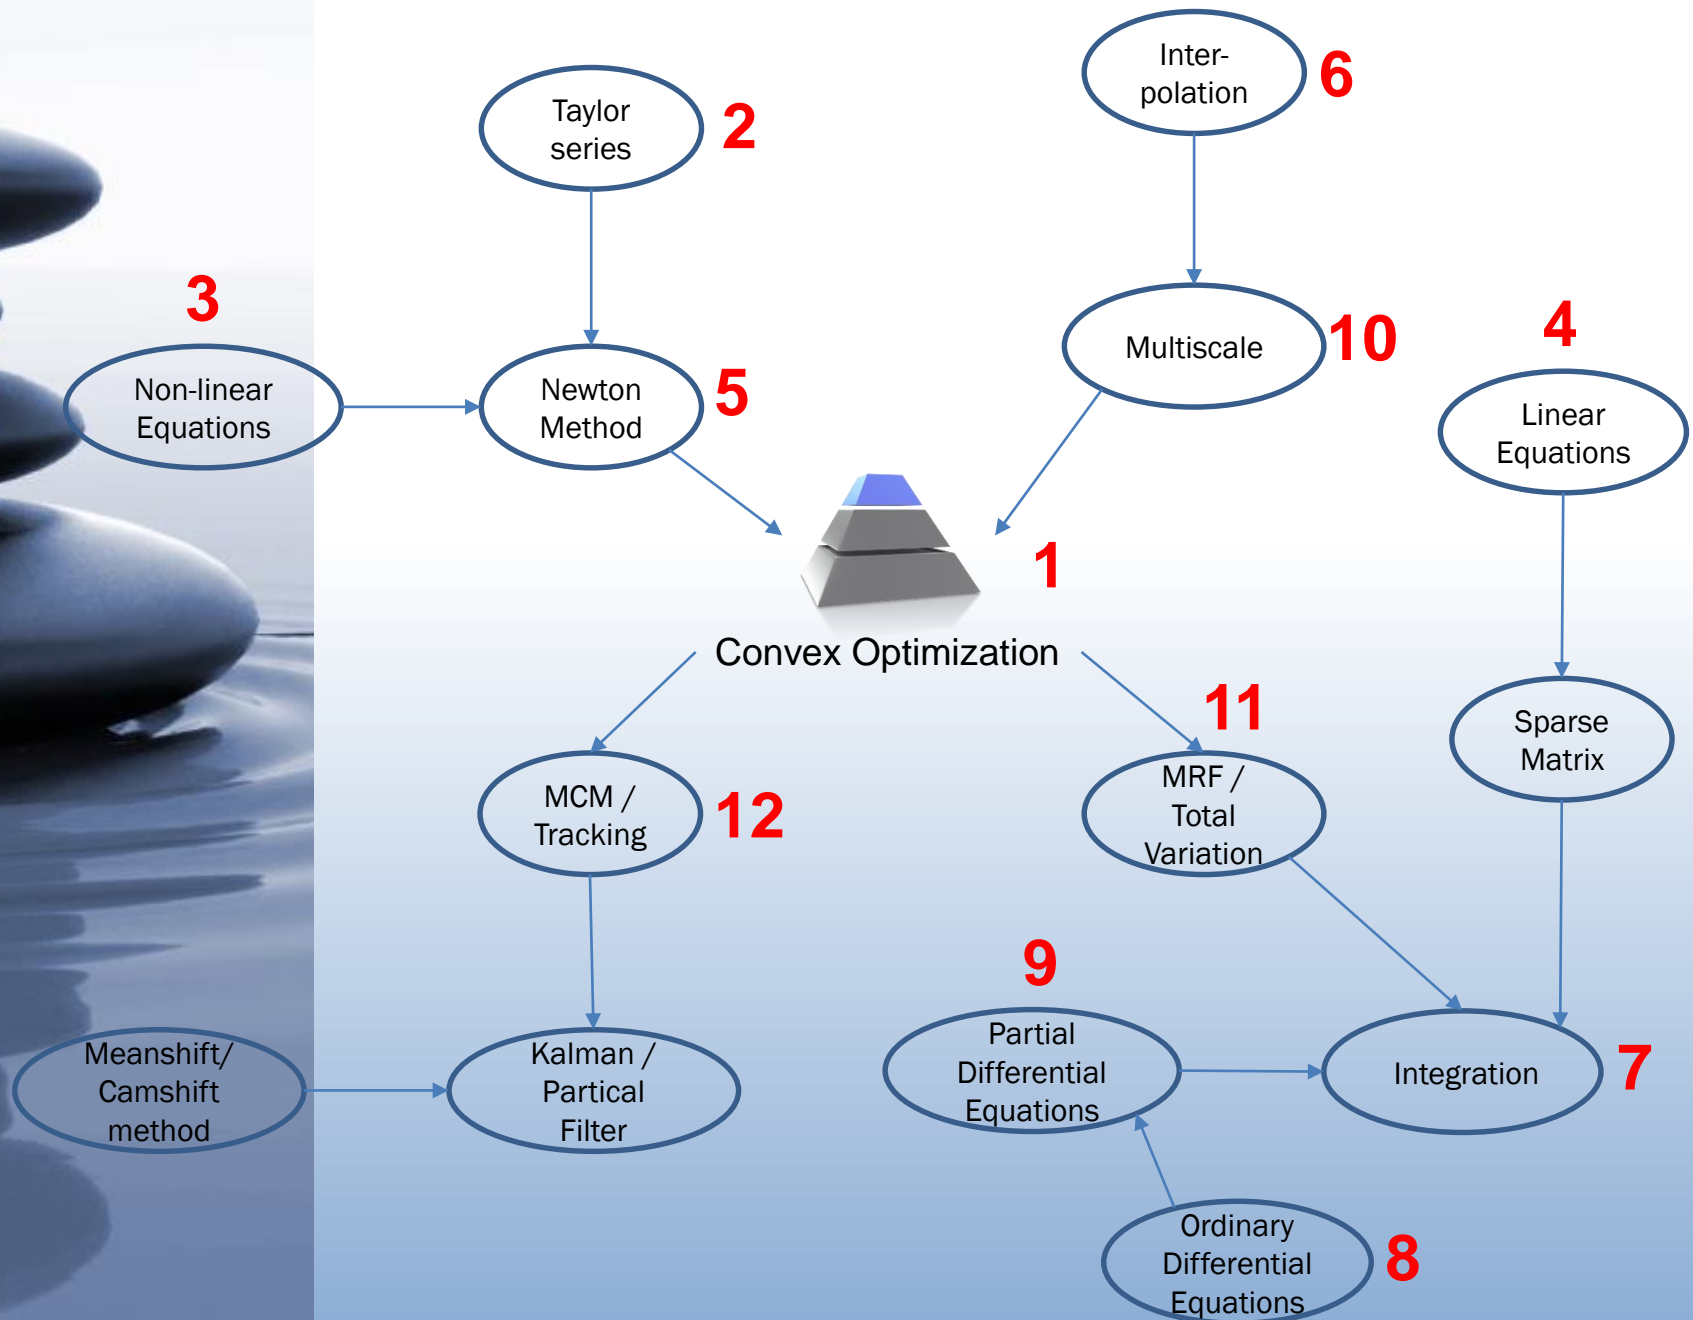 Inter-
polation
6
Taylor
series
2
3
Non-linear
Equations
Newton
Method
5
Multiscale
10
4
Linear
Equations
1
Convex Optimization
11
Sparse
Matrix
MCM /
Tracking
12
MRF /
Total
Variation
9
Meanshift/
Camshift
method
Kalman /
Partical
Filter
Partial
Differential
Equations
Integration
7
Ordinary
Differential
Equations
8